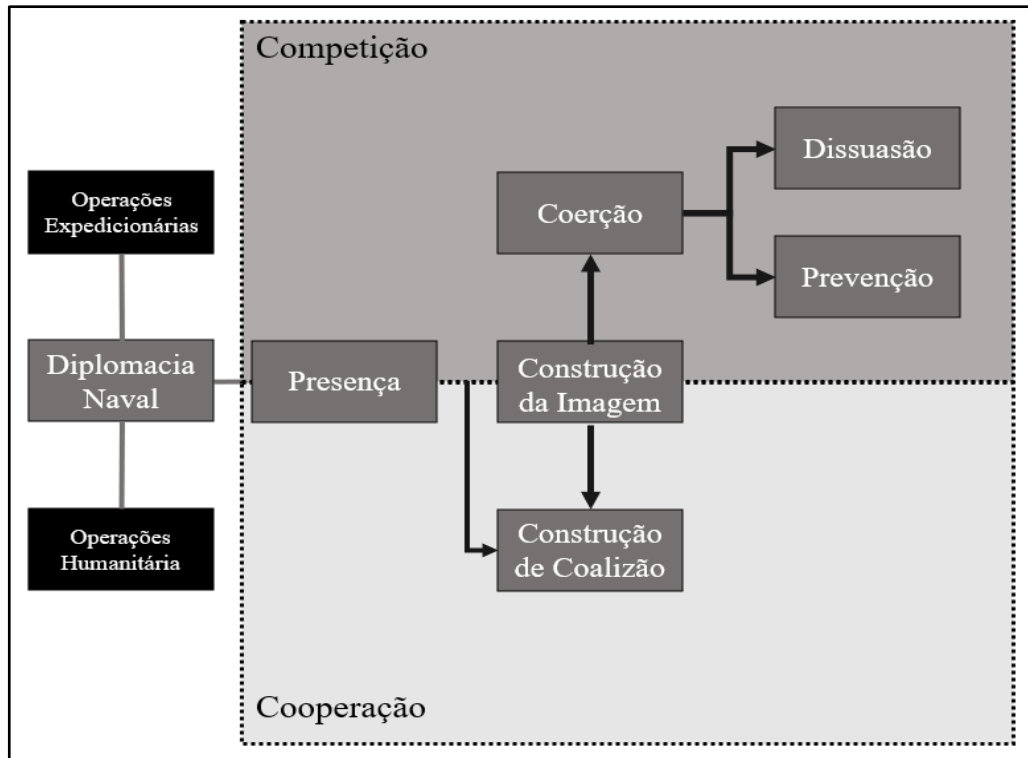 Competição
Dissuasão
Operações
Expedicionárias
Coerção
Prevenção
Diplomacia
Naval
Presença
Construção
da Imagem
Operações
Humanitária
Construção
de Coalizão
Cooperação